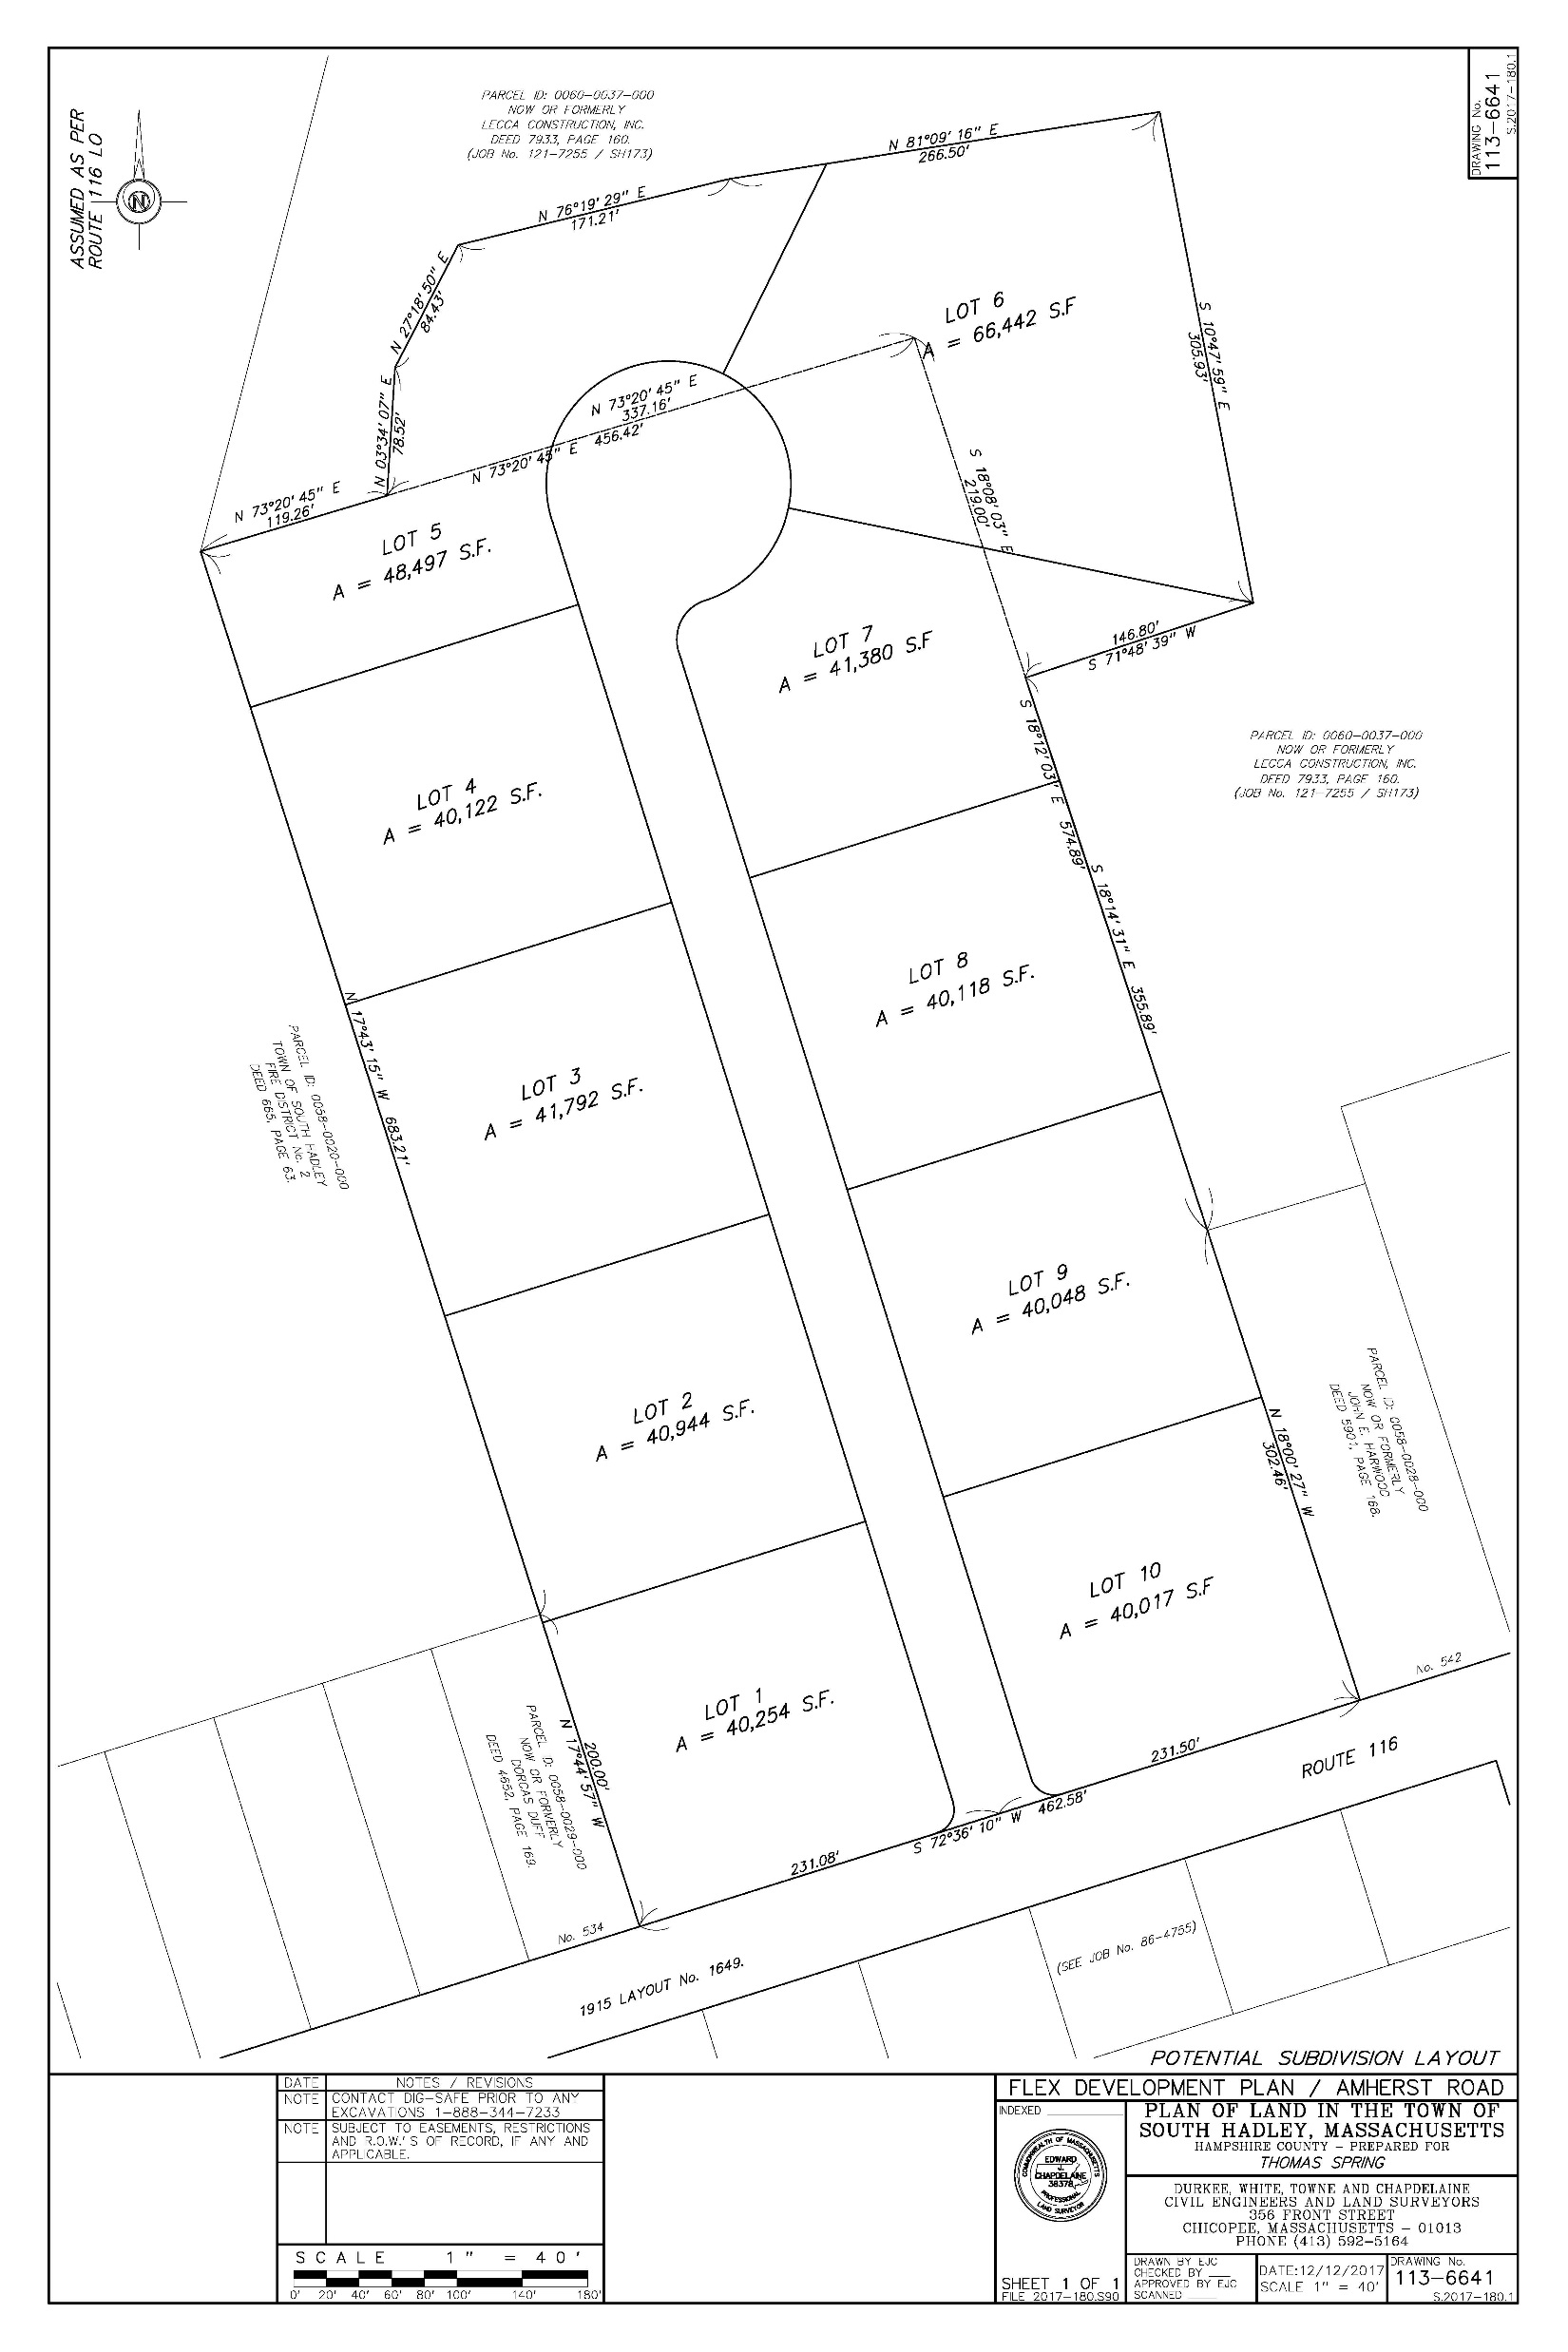 DRAWING No.
113-6641
S.2017-180.1
ASSUMED AS PER
ROUTE 116 LO
N
PARCEL ID: 0060-0037-000
NOW OR FORMERLY
LECCA CONSTRUCTION, INC.
DEED 7933, PAGE 160.
(JOB No. 121-7255 / SH173)
N 81°09' 16" E
266.50'
N 76°19' 29" E
171.21'
N 27°18' 50" E
84.43'
N 03°34' 07" E
78.52'
LOT 6
A = 66,442 S.F
S 10°47' 59" E
305.93'
N 73°20' 45" E
337.16'
N 73°20' 45" E 456.42'
N 73°20' 45" E
119.26'
S 18°08' 03" E
219.00'
LOT 5
A = 48,497 S.F.
LOT 7
A = 41,380 S.F
146.80'
S 71°48' 39" W
S 18°12' 03" E 574.89'
PARCEL ID: 0060-0037-000
NOW OR FORMERLY
LECCA CONSTRUCTION, INC.
DEED 7933, PAGE 160.
(JOB No. 121-7255 / SH173)
LOT 4
A = 40,122 S.F.
S 18°14' 31" E 355.89'
LOT 8
A = 40,118 S.F.
N 17°43' 15" W 683.21'
PARCEL ID: 0058-0020-000
TOWN OF SOUTH HADLEY
FIRE DISTRICT No. 2
DEED 665, PAGE 63.
LOT 3
A = 41,792 S.F.
LOT 9
A = 40,048 S.F.
PARCEL ID: 0058-0028-000
NOW OR FORMERLY
JOHN E. HARWOOD
DEED 5901, PAGE 168.
LOT 2
A = 40,944 S.F.
N 18°00' 27" W
302.46'
LOT 10
A = 40,017 S.F
No. 542
LOT 1
A = 40,254 S.F.
200.00'
N 17°44' 57" W
PARCEL ID: 0058-0029-000
NOW OR FORMERLY
DORCAS DUFF
DEED 4652, PAGE 169.
231.50'
ROUTE 116
S 72°36' 10" W 462.58'
231.08'
No. 534
(SEE JOB No. 86-4755)
1915 LAYOUT No. 1649.
POTENTIAL SUBDIVISION LAYOUT
DATE NOTES / REVISIONS
NOTE CONTACT DIG-SAFE PRIOR TO ANY
EXCAVATIONS 1-888-344-7233
NOTE SUBJECT TO EASEMENTS, RESTRICTIONS
AND R.O.W.'S OF RECORD, IF ANY AND
APPLICABLE.
SCALE 1" = 40'
0' 20' 40' 60' 80' 100' 140' 180'
FLEX DEVELOPMENT PLAN / AMHERST ROAD
INDEXED
COMMONWEALTH OF MASSACHUSETTS
EDWARD
J.
CHAPDELAINE
38378
PROFESSIONAL
LAND SURVEYOR
SHEET 1 OF 1
FILE 2017-180.S90
PLAN OF LAND IN THE TOWN OF
SOUTH HADLEY, MASSACHUSETTS
HAMPSHIRE COUNTY - PREPARED FOR
THOMAS SPRING
DURKEE, WHITE, TOWNE AND CHAPDELAINE
CIVIL ENGINEERS AND LAND SURVEYORS
356 FRONT STREET
CHICOPEE, MASSACHUSETTS - 01013
PHONE (413) 592-5164
DRAWN BY EJC
CHECKED BY
APPROVED BY EJC
SCANNED
DATE:12/12/2017
SCALE 1" = 40'
DRAWING No.
113-6641
S.2017-180.1